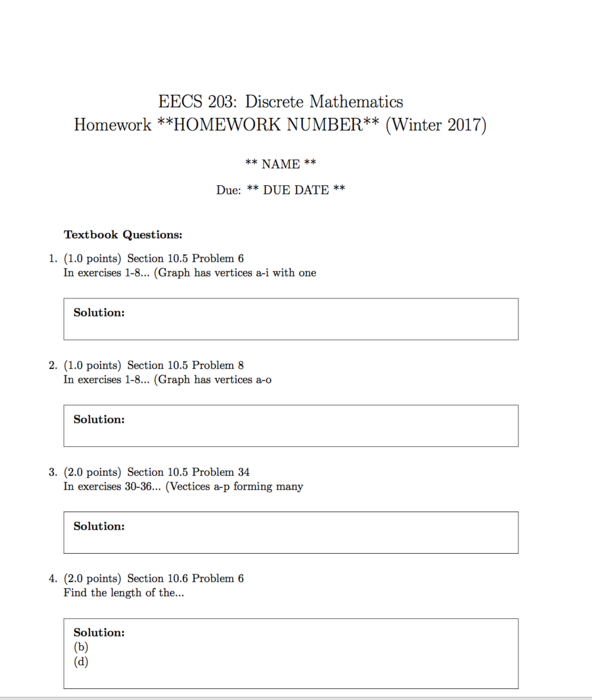 EECS 203: Discrete Mathematics
Homework **HOMEWORK NUMBER** (Winter 2017)
** NAME **
Due: ** DUE DATE **
Textbook Questions:
1. (1.0 points) Section 10.5 Problem 6
In exercises 1-8... (Graph has vertices a-i with one
Solution:
2. (1.0 points) Section 10.5 Problem 8
In exercises 1-8... (Graph has vertices a-o
Solution:
3. (2.0 points) Section 10.5 Problem 34
In exercises 30-36... (Vectices a-p forming many
Solution:
4. (2.0 points) Section 10.6 Problem 6
Find the length of the...
Solution:
(b)
(d)